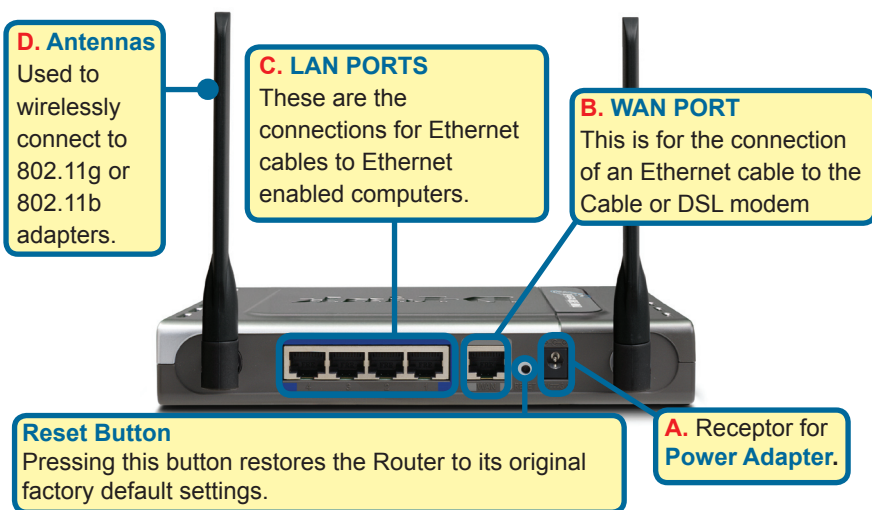 D. Antennas
Used to
wirelessly
connect to
802.11g or
802.11b
adapters.
C. LAN PORTS
These are the
connections for Ethernet
cables to Ethernet
enabled computers.
B. WAN PORT
This is for the connection
of an Ethernet cable to the
Cable or DSL modem
Reset Button
Pressing this button restores the Router to its original
factory default settings.
A. Receptor for
Power Adapter.